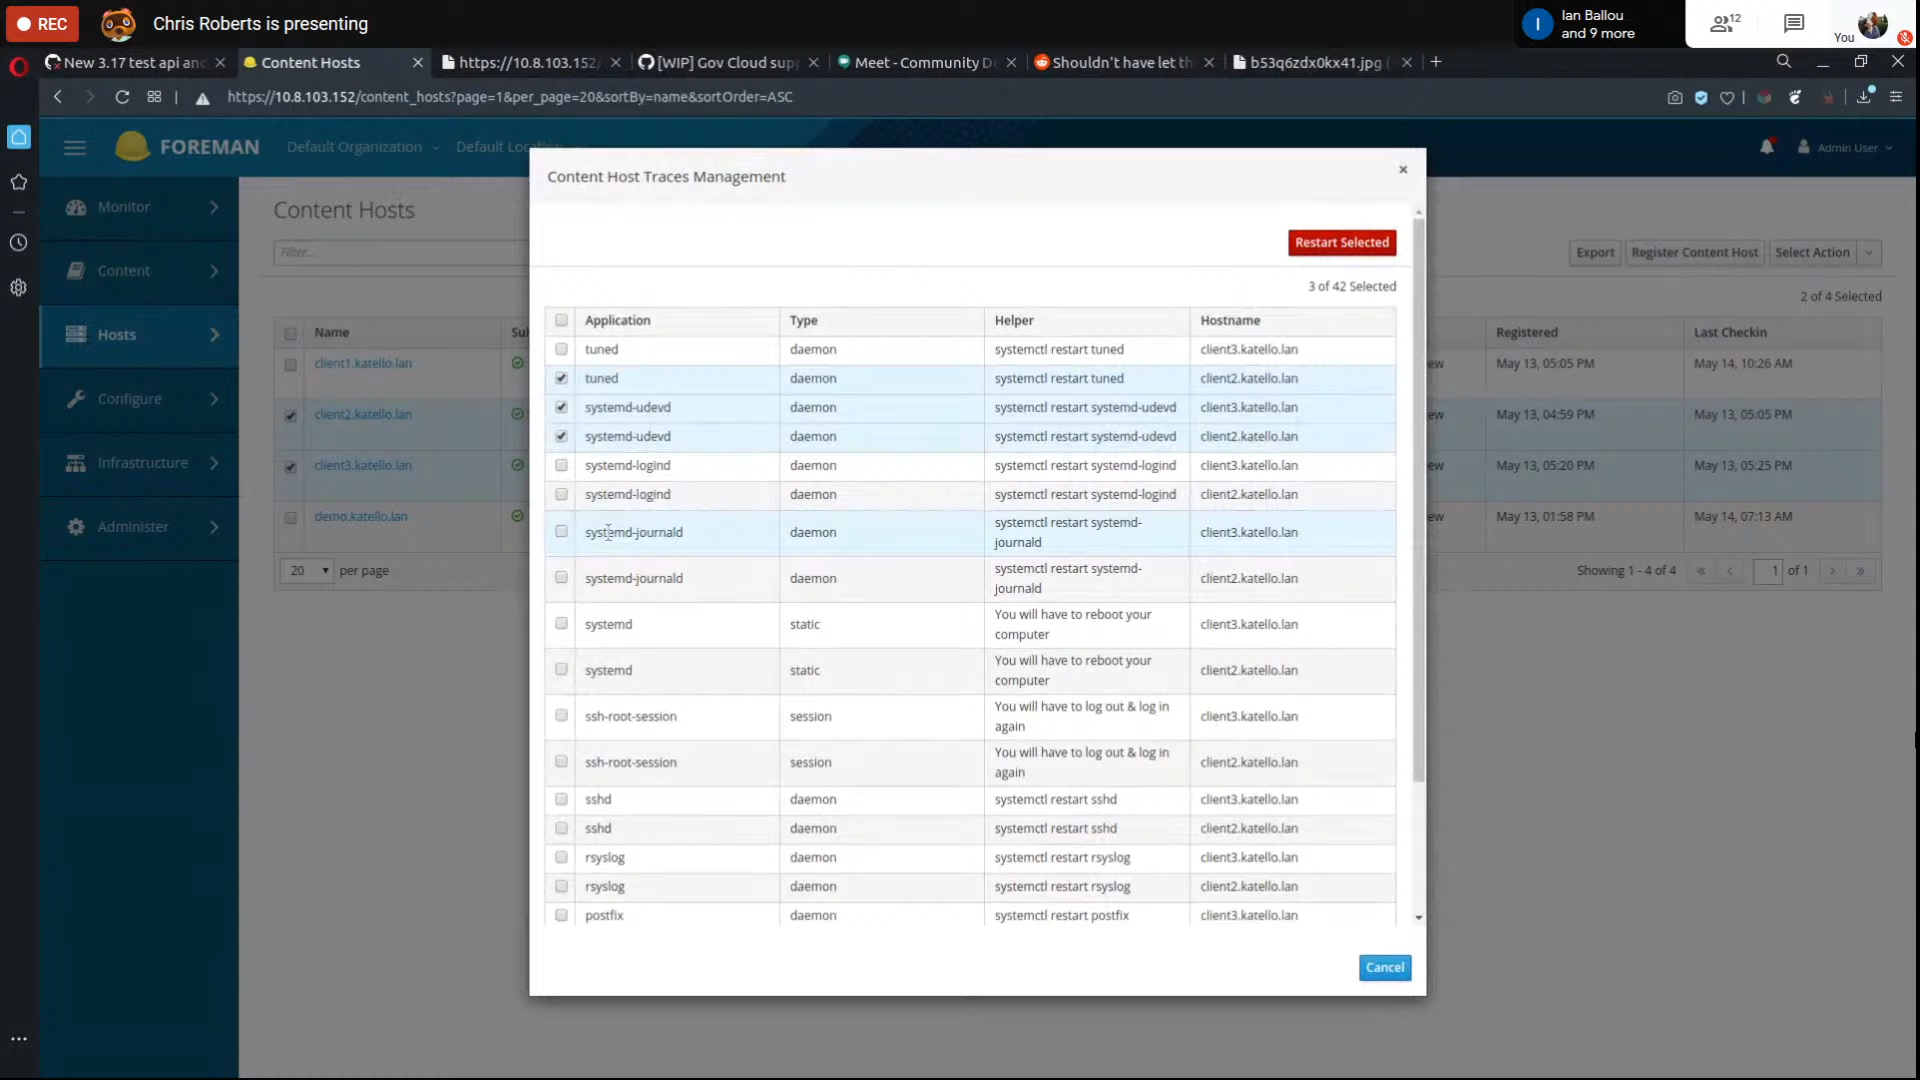 REC
Chris Roberts is presenting
I
Ian Ballou
and 9 more
12
You
New 3.17 test api and
Content Hosts
https://10.8.103.152/
[WIP] Gov Cloud sup
Meet - Community D
Shouldn't have let th
b53q6zdx0kx41.jpg (
https://10.8.103.152/content_hosts?page=1&per_page=20&sortBy=name&sortOrder=ASC
FOREMAN
Default Organization
Default Location
Admin User
Monitor
Content
Hosts
Configure
Infrastructure
Administer
Content Hosts
Filter...
Export
Register Content Host
Select Action
2 of 4 Selected
Name
Su
Registered
Last Checkin
client1.katello.lan
ew
May 13, 05:05 PM
May 14, 10:26 AM
client2.katello.lan
ew
May 13, 04:59 PM
May 13, 05:05 PM
client3.katello.lan
ew
May 13, 05:20 PM
May 13, 05:25 PM
demo.katello.lan
ew
May 13, 01:58 PM
May 14, 07:13 AM
20
per page
Showing 1 - 4 of 4
1
of 1
Content Host Traces Management
×
Restart Selected
3 of 42 Selected
Application Type Helper Hostname
tuned daemon systemctl restart tuned client3.katello.lan
tuned daemon systemctl restart tuned client2.katello.lan
systemd-udevd daemon systemctl restart systemd-udevd client3.katello.lan
systemd-udevd daemon systemctl restart systemd-udevd client2.katello.lan
systemd-logind daemon systemctl restart systemd-logind client3.katello.lan
systemd-logind daemon systemctl restart systemd-logind client2.katello.lan
systemd-journald daemon systemctl restart systemd-
journald client3.katello.lan
systemd-journald daemon systemctl restart systemd-
journald client2.katello.lan
systemd static You will have to reboot your
computer client3.katello.lan
systemd static You will have to reboot your
computer client2.katello.lan
ssh-root-session session You will have to log out & log in
again client3.katello.lan
ssh-root-session session You will have to log out & log in
again client2.katello.lan
sshd daemon systemctl restart sshd client3.katello.lan
sshd daemon systemctl restart sshd client2.katello.lan
rsyslog daemon systemctl restart rsyslog client3.katello.lan
rsyslog daemon systemctl restart rsyslog client2.katello.lan
postfix daemon systemctl restart postfix client3.katello.lan
Cancel